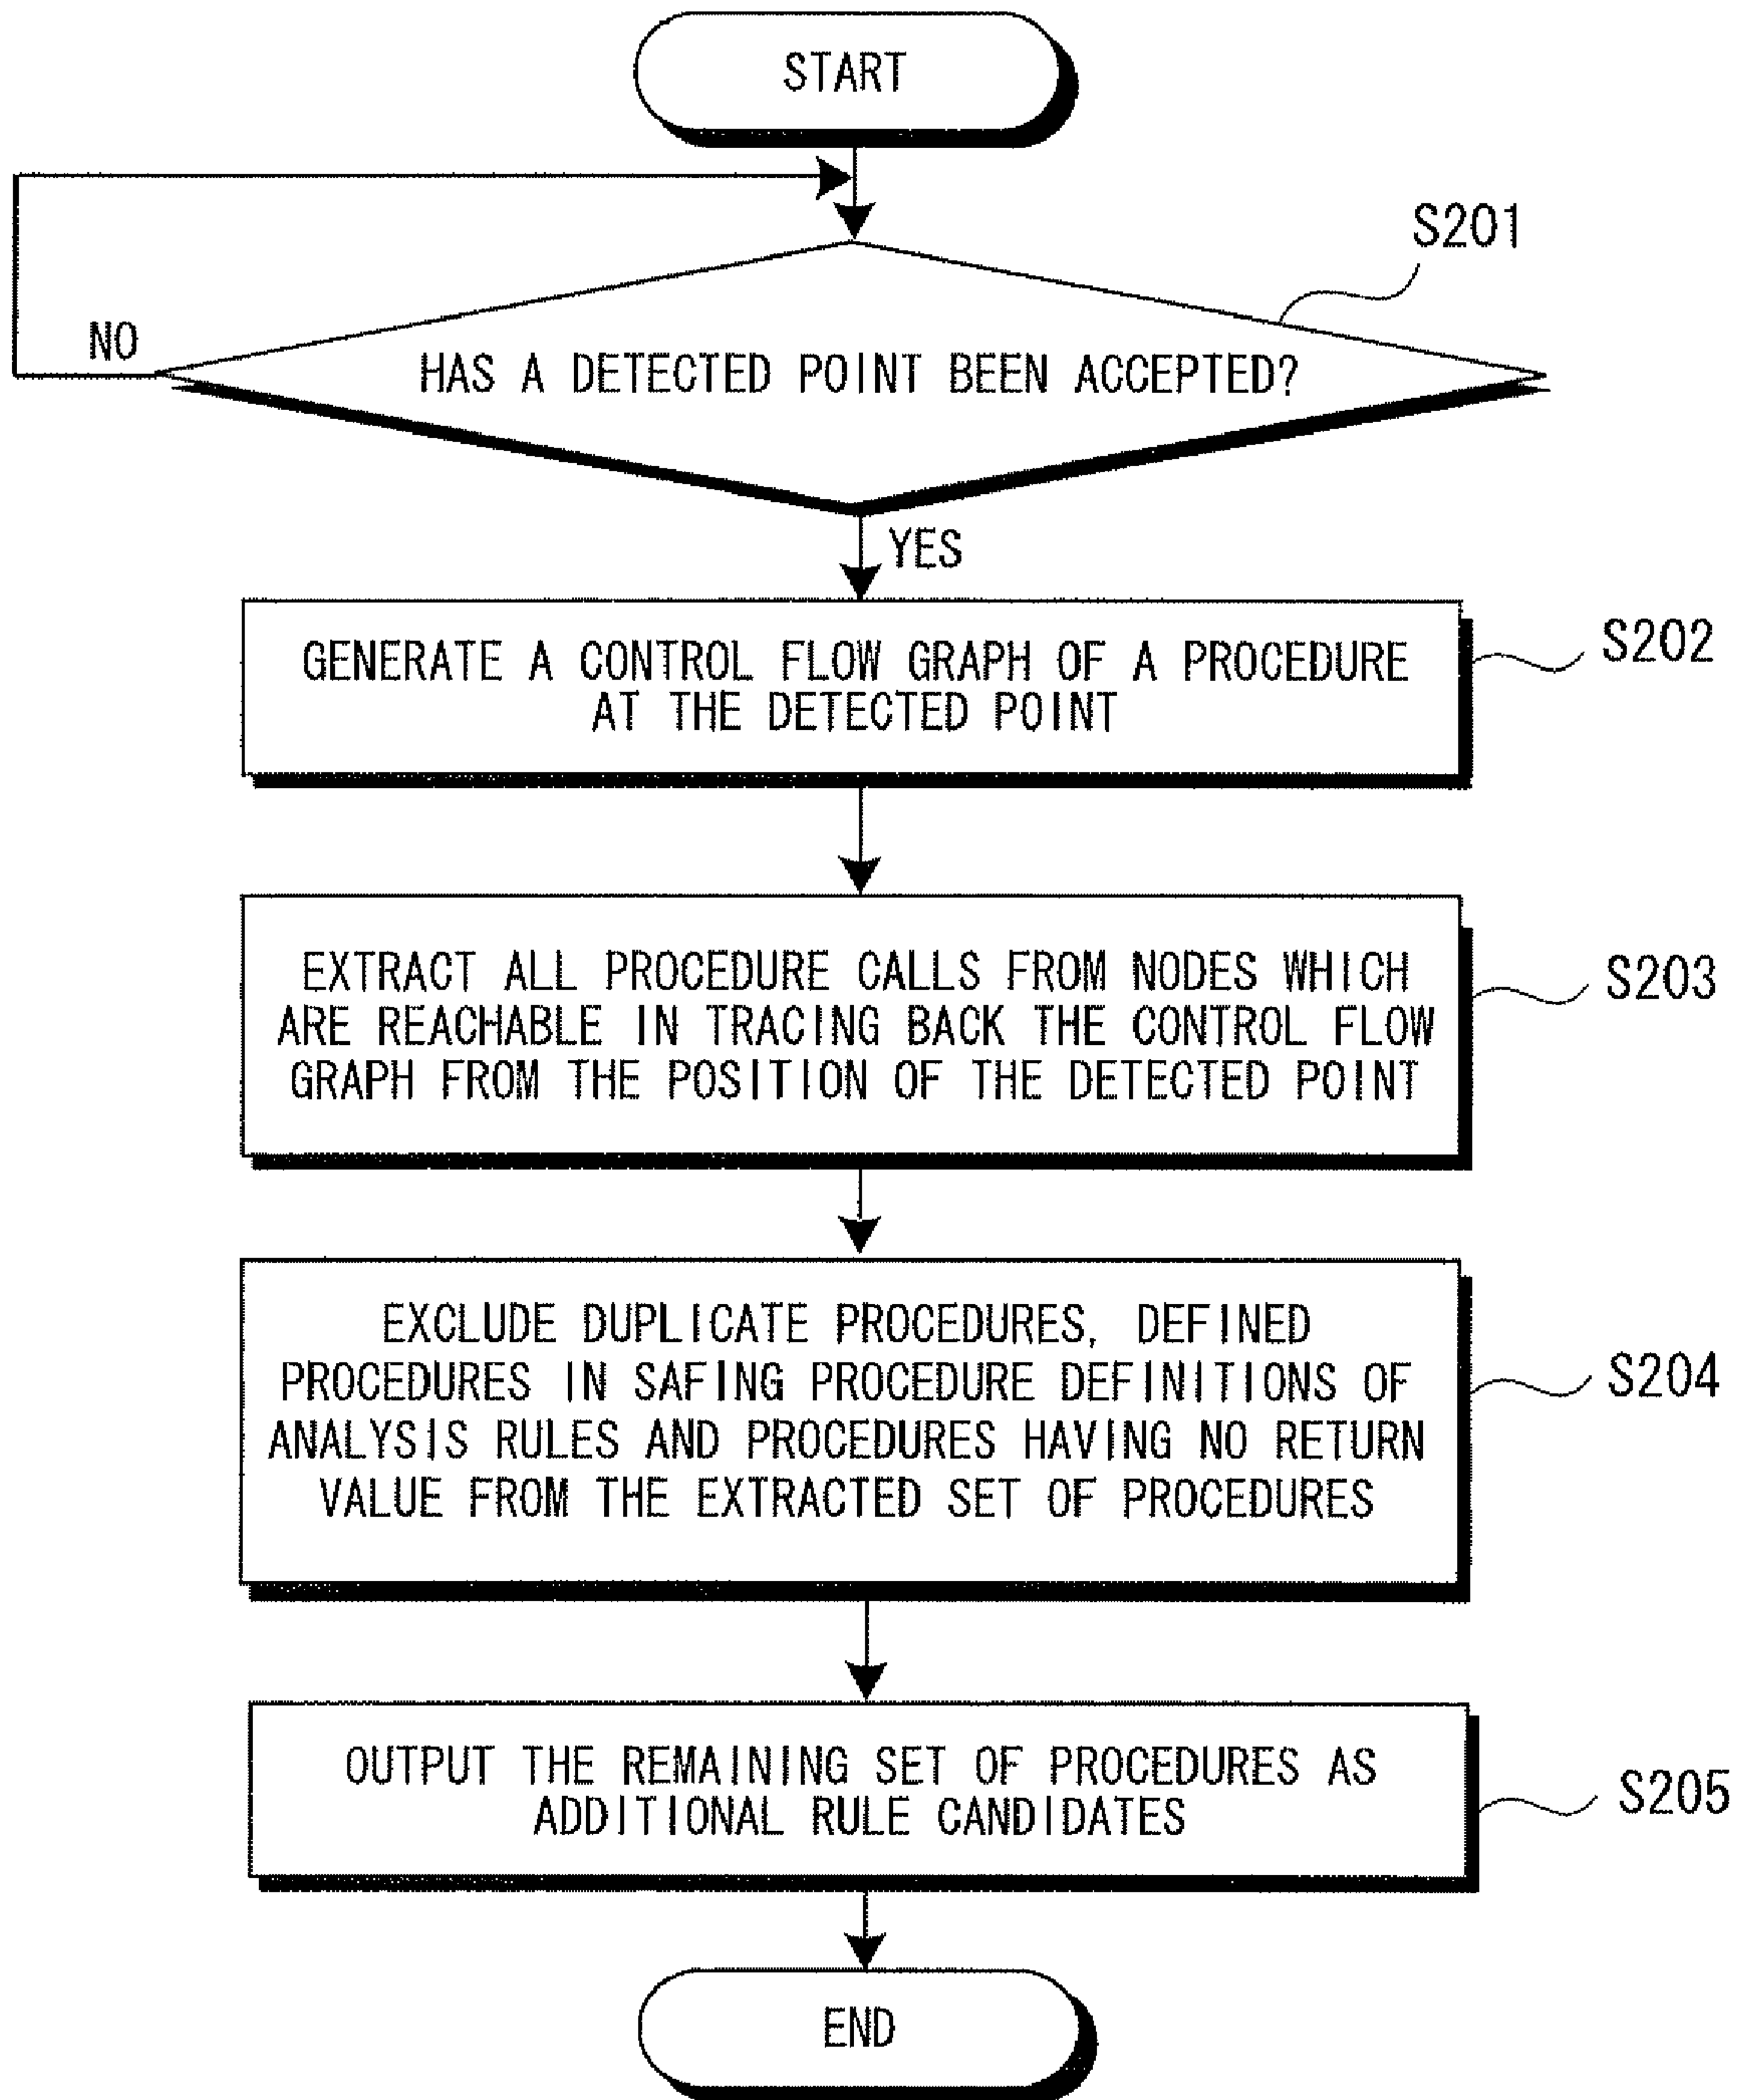 START
S201
NO
HAS A DETECTED POINT BEEN ACCEPTED?
YES
GENERATE A CONTROL FLOW GRAPH OF A PROCEDURE
AT THE DETECTED POINT
S202
EXTRACT ALL PROCEDURE CALLS FROM NODES WHICH
ARE REACHABLE IN TRACING BACK THE CONTROL FLOW
GRAPH FROM THE POSITION OF THE DETECTED POINT
S203
EXCLUDE DUPLICATE PROCEDURES, DEFINED
PROCEDURES IN SAFING PROCEDURE DEFINITIONS OF
ANALYSIS RULES AND PROCEDURES HAVING NO RETURN
VALUE FROM THE EXTRACTED SET OF PROCEDURES
S204
OUTPUT THE REMAINING SET OF PROCEDURES AS
ADDITIONAL RULE CANDIDATES
S205
END